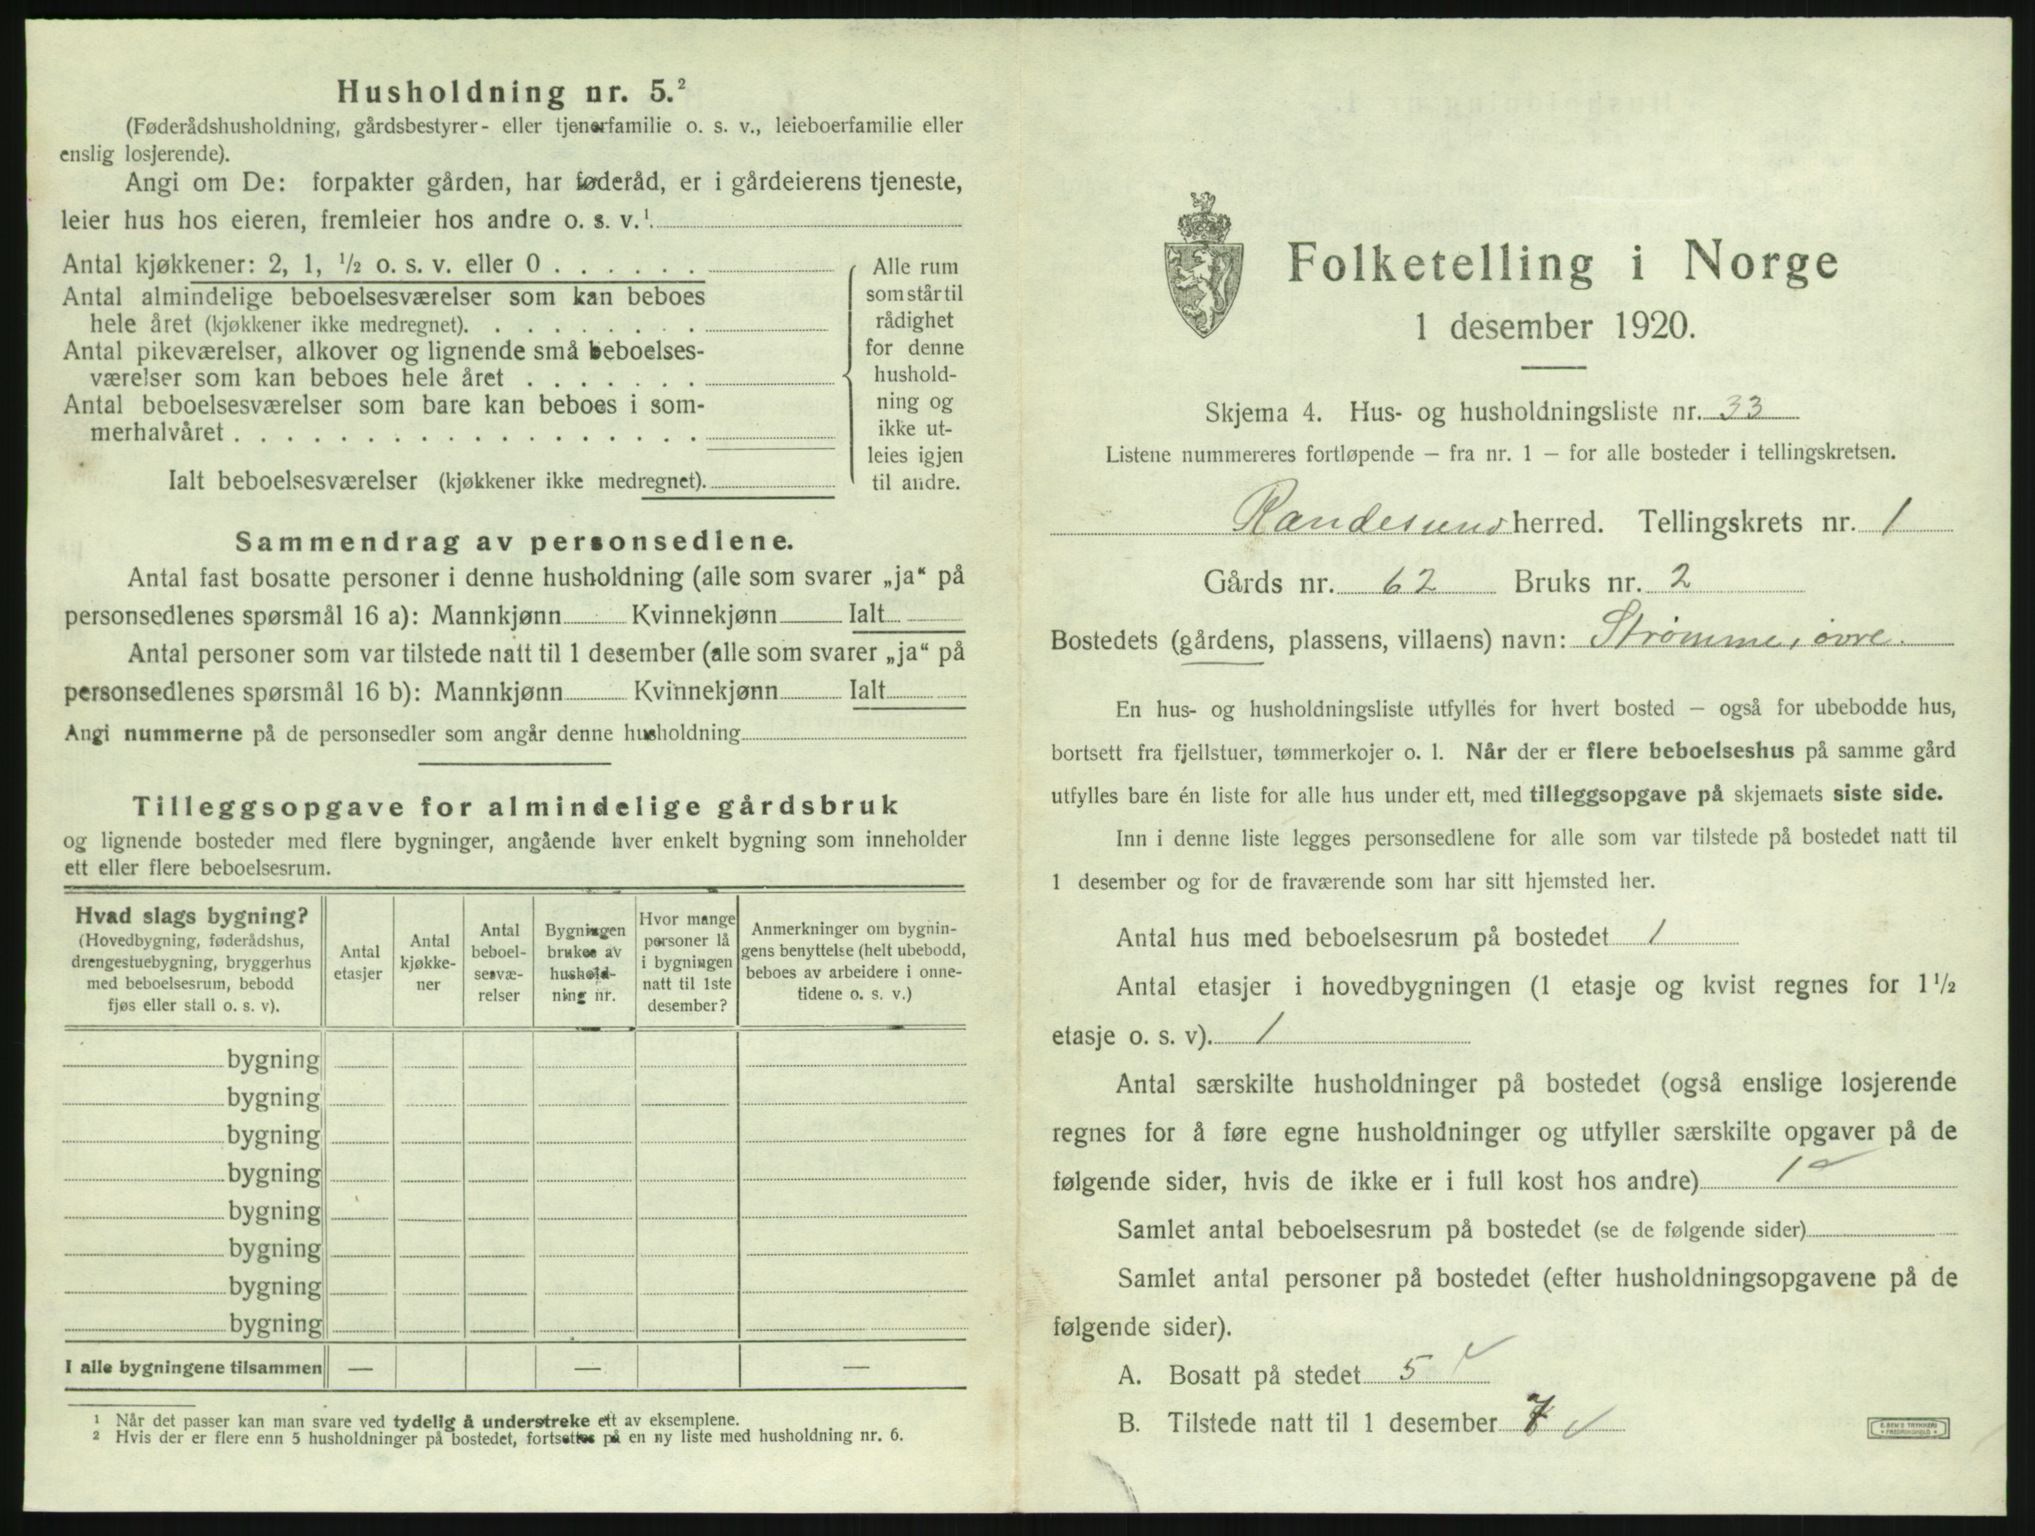 Husholdning nr. 5.²
(Føderådshusholdning, gårdsbestyrer- eller tjenerfamilie o. s. v., leieboerfamilie eller
enslig losjerende).
Angi om De: forpakter gården, har føderåd, er i gårdeierens tjeneste,
leier hus hos eieren, fremleier hos andre o. s. v.¹
Antal kjøkkener: 2, 1, ½ o. s. v. eller 0 . . . . . .
Antal almindelige beboelsesværelser som kan beboes
hele året (kjøkkener ikke medregnet). . . . . . . . .
Antal pikeværelser, alkover og lignende små beboelses-
værelser som kan beboes hele året . . . . . . .
Antal beboelsesværelser som bare kan beboes i som-
merhalvåret . . . . . . . . . . . . . . . . . .
Ialt beboelsesværelser (kjøkkener ikke medregnet).
Alle rum
som står til
rådighet
for denne
hushold-
ning og
ikke ut-
leies igjen
til andre.
Sammendrag av personsedlene.
Antal fast bosatte personer i denne husholdning (alle som svarer „ja“ på
personsedlenes spørsmål 16 a): Mannkjønn Kvinnekjønn Ialt
Antal personer som var tilstede natt til 1 desember (alle som svarer „ja“ på
personsedlenes spørsmål 16 b): Mannkjønn Kvinnekjønn Ialt
Angi nummerne på de personsedler som angår denne husholdning
Tilleggsopgave for almindelige gårdsbruk
og lignende bosteder med flere bygninger, angående hver enkelt bygning som inneholder
ett eller flere beboelsesrum.
Hvad slags bygning?
(Hovedbygning, føderådshus,
drengestuebygning, bryggerhus
med beboelsesrum, bebodd
fjøs eller stall o. s. v).
Antal
etasjer
Antal
kjøkke-
ner
Antal
beboel-
sesvæ-
relser
Bygningen
brukes av
hushold-
ning nr.
Hvor mange
personer lå
i bygningen
natt til 1ste
desember?
Anmerkninger om bygnin-
gens benyttelse (helt ubebodd,
beboes av arbeidere i onne-
tidene o. s. v.)
bygning
bygning
bygning
bygning
bygning
bygning
bygning
bygning
I alle bygningene tilsammen — — —
¹ Når det passer kan man svare ved tydelig å understreke ett av eksemplene.
² Hvis der er flere enn 5 husholdninger på bostedet, fortsettes på en ny liste med husholdning nr. 6.
Folketelling i Norge
1 desember 1920.
Skjema 4. Hus- og husholdningsliste nr. 33
Listene nummereres fortløpende — fra nr. 1 — for alle bosteder i tellingskretsen.
Randesund herred. Tellingskrets nr. 1
Gårds nr. 62 Bruks nr. 2
Bostedets (gårdens, plassens, villaens) navn: Strømme, øvre.
En hus- og husholdningsliste utfylles for hvert bosted — også for ubebodde hus,
bortsett fra fjellstuer, tømmerkojer o. l. Når der er flere beboelseshus på samme gård
utfylles bare én liste for alle hus under ett, med tilleggsopgave på skjemaets siste side.
Inn i denne liste legges personsedlene for alle som var tilstede på bostedet natt til
1 desember og for de fraværende som har sitt hjemsted her.
Antal hus med beboelsesrum på bostedet 1
Antal etasjer i hovedbygningen (1 etasje og kvist regnes for 1½
etasje o. s. v). 1
Antal særskilte husholdninger på bostedet (også enslige losjerende
regnes for å føre egne husholdninger og utfyller særskilte opgaver på de
følgende sider, hvis de ikke er i full kost hos andre) 1 ✓
Samlet antal beboelsesrum på bostedet (se de følgende sider)
Samlet antal personer på bostedet (efter husholdningsopgavene på de
følgende sider).
A. Bosatt på stedet 5 ✓
B. Tilstede natt til 1 desember 7 ✓